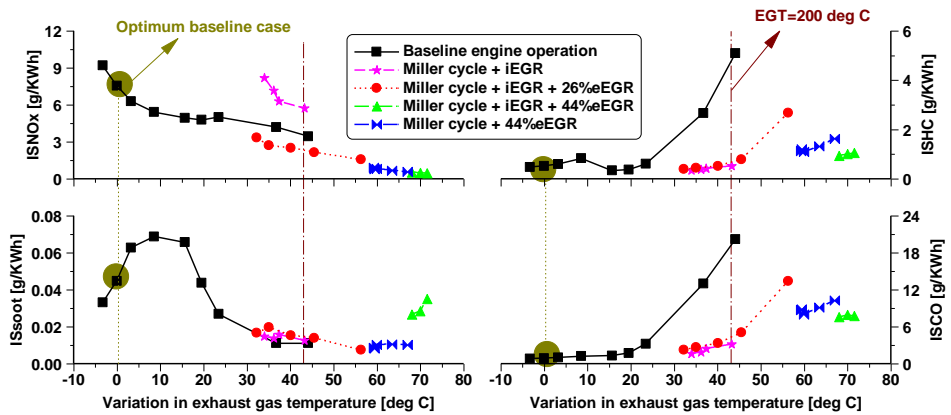 Optimum baseline case
EGT=200 deg C
Baseline engine operation
Miller cycle + iEGR
Miller cycle + iEGR + 26%eEGR
Miller cycle + iEGR + 44%eEGR
Miller cycle + 44%eEGR
ISNOx [g/KWh]
12
9
6
3
0
ISHC [g/KWh]
6
5
4
3
2
1
0
ISsoot [g/KWh]
0.08
0.06
0.04
0.02
0.00
ISCO [g/KWh]
24
18
12
6
0
-10 0 10 20 30 40 50 60 70 80
-10 0 10 20 30 40 50 60 70 80
Variation in exhaust gas temperature [deg C]
Variation in exhaust gas temperature [deg C]